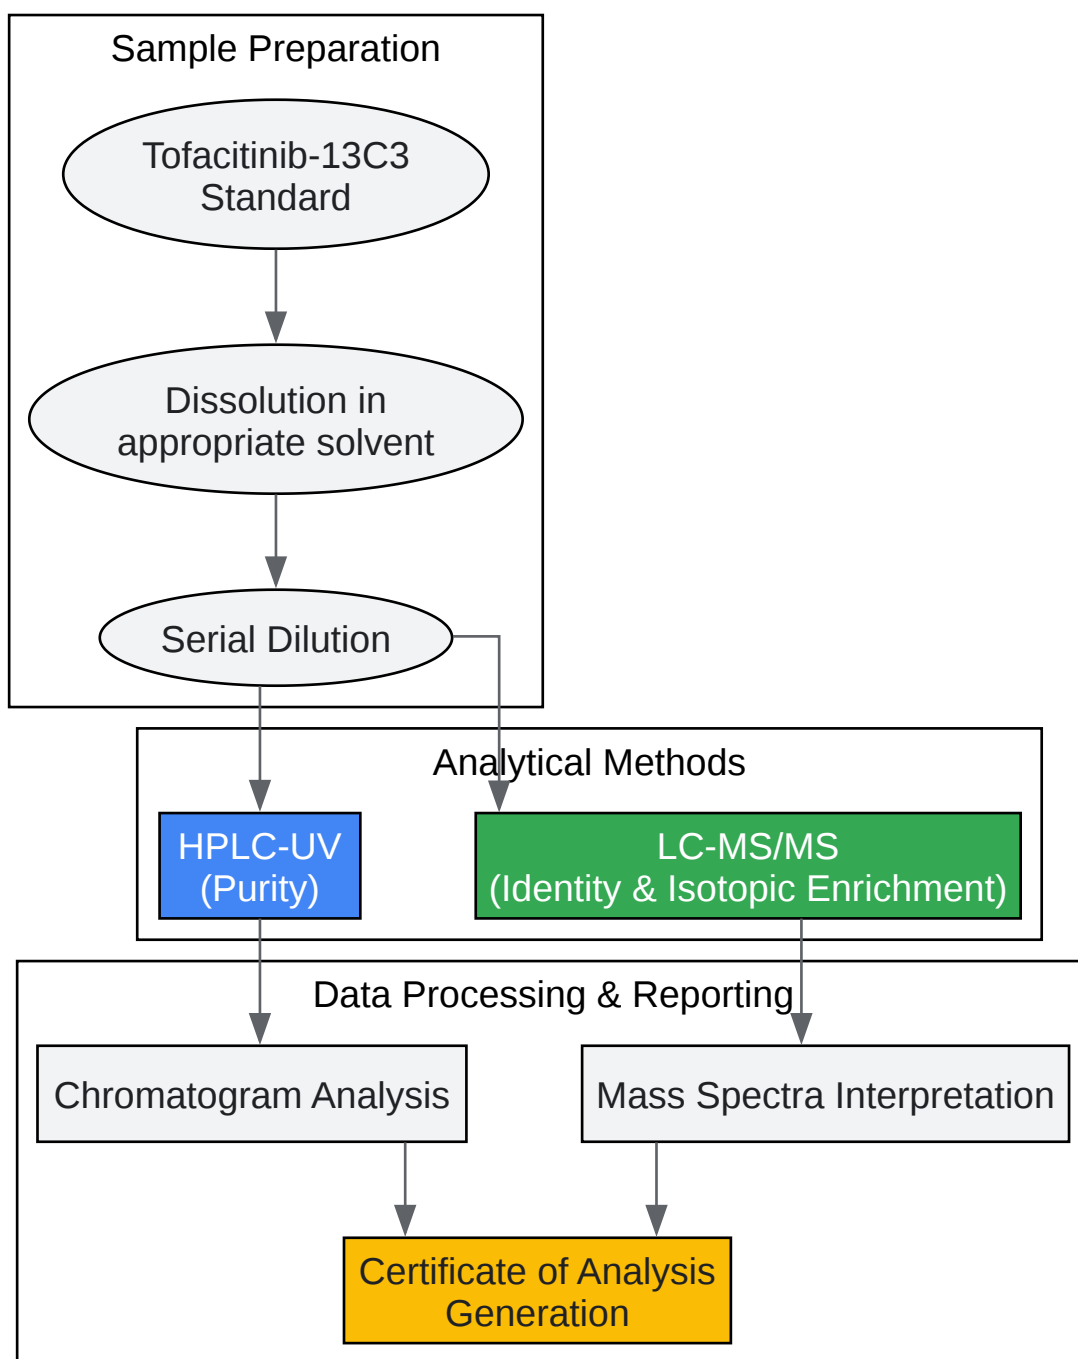 Sample Preparation
Tofacitinib-13C3
Standard
Dissolution in
appropriate solvent
Serial Dilution
Analytical Methods
HPLC-UV
(Purity)
LC-MS/MS
(Identity & Isotopic Enrichment)
Data Processing & Reporting
Chromatogram Analysis
Mass Spectra Interpretation
Certificate of Analysis
Generation